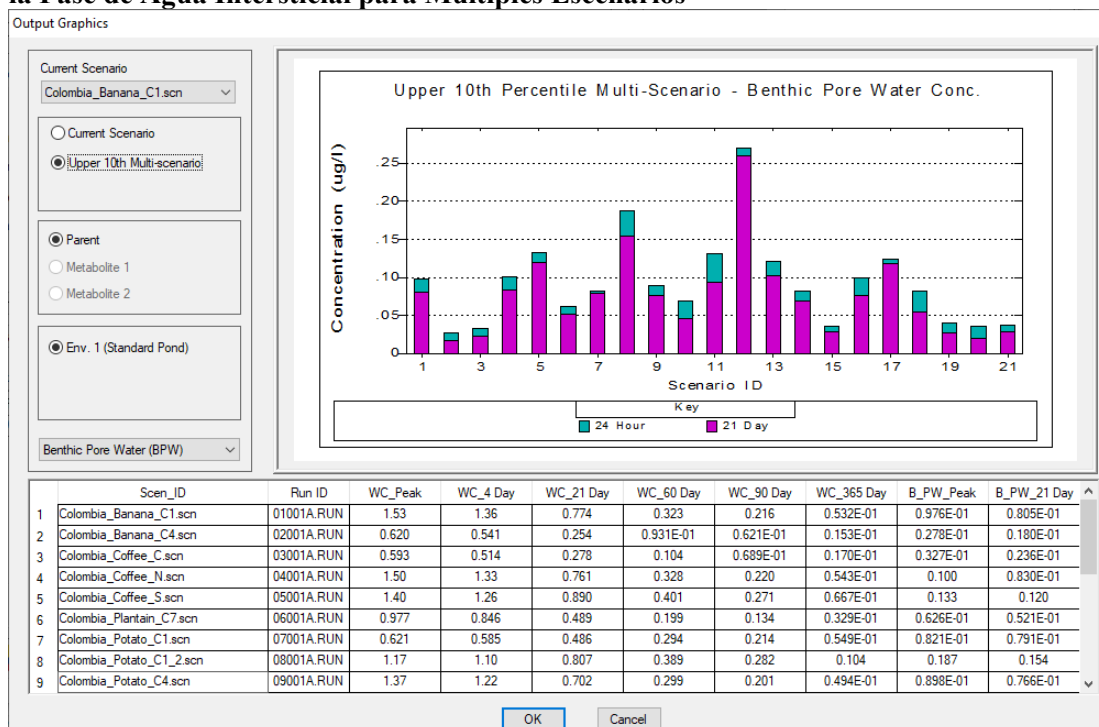 la Fase de Agua Intersticial para Múltiples Escenarios
Output Graphics
Current Scenario
Colombia_Banana_C1.scn
Current Scenario
Upper 10th Multi-scenario
Parent
Metabolite 1
Metabolite 2
Env. 1 (Standard Pond)
Benthic Pore Water (BPW)
Upper 10th Percentile Multi-Scenario - Benthic Pore Water Conc.
Concentration (ug/l)
.25
.20
.15
.10
.05
0
1 3 5 7 9 11 13 15 17 19 21
Scenario ID
Key
24 Hour 21 Day
Scen_ID Run ID WC_Peak WC_4 Day WC_21 Day WC_60 Day WC_90 Day WC_365 Day B_PW_Peak B_PW_21 Day
1 Colombia_Banana_C1.scn 01001A.RUN 1.53 1.36 0.774 0.323 0.216 0.532E-01 0.976E-01 0.805E-01
2 Colombia_Banana_C4.scn 02001A.RUN 0.620 0.541 0.254 0.931E-01 0.621E-01 0.153E-01 0.278E-01 0.180E-01
3 Colombia_Coffee_C.scn 03001A.RUN 0.593 0.514 0.278 0.104 0.689E-01 0.170E-01 0.327E-01 0.236E-01
4 Colombia_Coffee_N.scn 04001A.RUN 1.50 1.33 0.761 0.328 0.220 0.543E-01 0.100 0.830E-01
5 Colombia_Coffee_S.scn 05001A.RUN 1.40 1.26 0.890 0.401 0.271 0.667E-01 0.133 0.120
6 Colombia_Plantain_C7.scn 06001A.RUN 0.977 0.846 0.489 0.199 0.134 0.329E-01 0.626E-01 0.521E-01
7 Colombia_Potato_C1.scn 07001A.RUN 0.621 0.585 0.486 0.294 0.214 0.549E-01 0.821E-01 0.791E-01
8 Colombia_Potato_C1_2.scn 08001A.RUN 1.17 1.10 0.807 0.389 0.282 0.104 0.187 0.154
9 Colombia_Potato_C4.scn 09001A.RUN 1.37 1.22 0.702 0.299 0.201 0.494E-01 0.898E-01 0.766E-01
OK Cancel